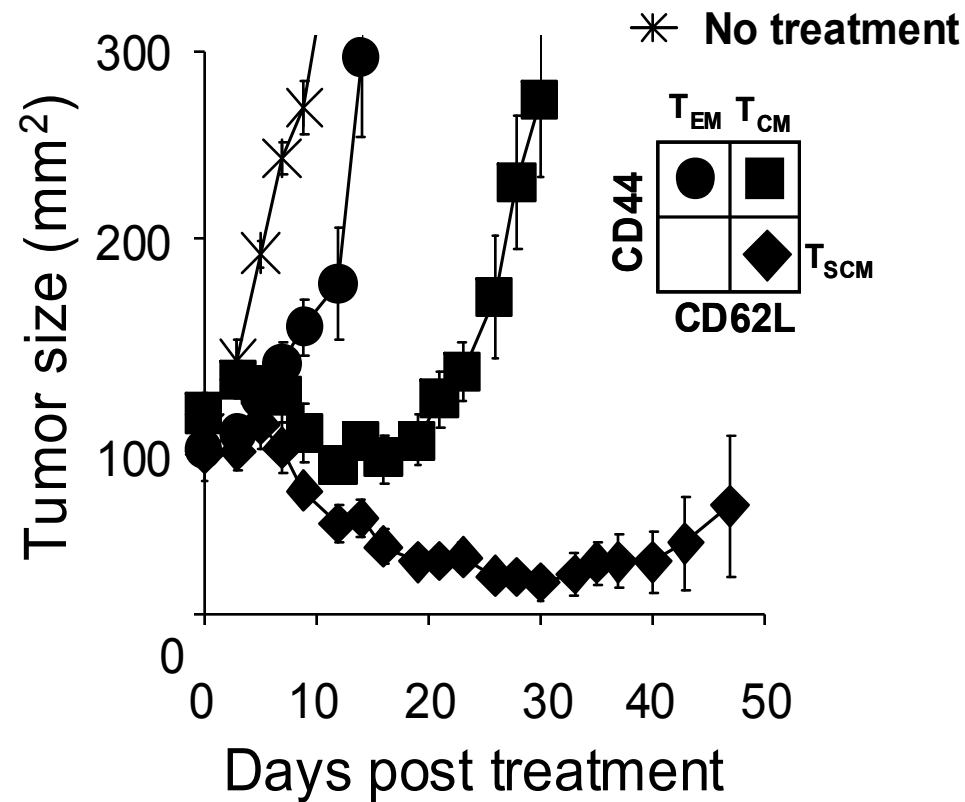 No treatment
300
200
100
0
Tumor size (mm²)
0 10 20 30 40 50
Days post treatment
TEM TCM
CD44
TSCM
CD62L